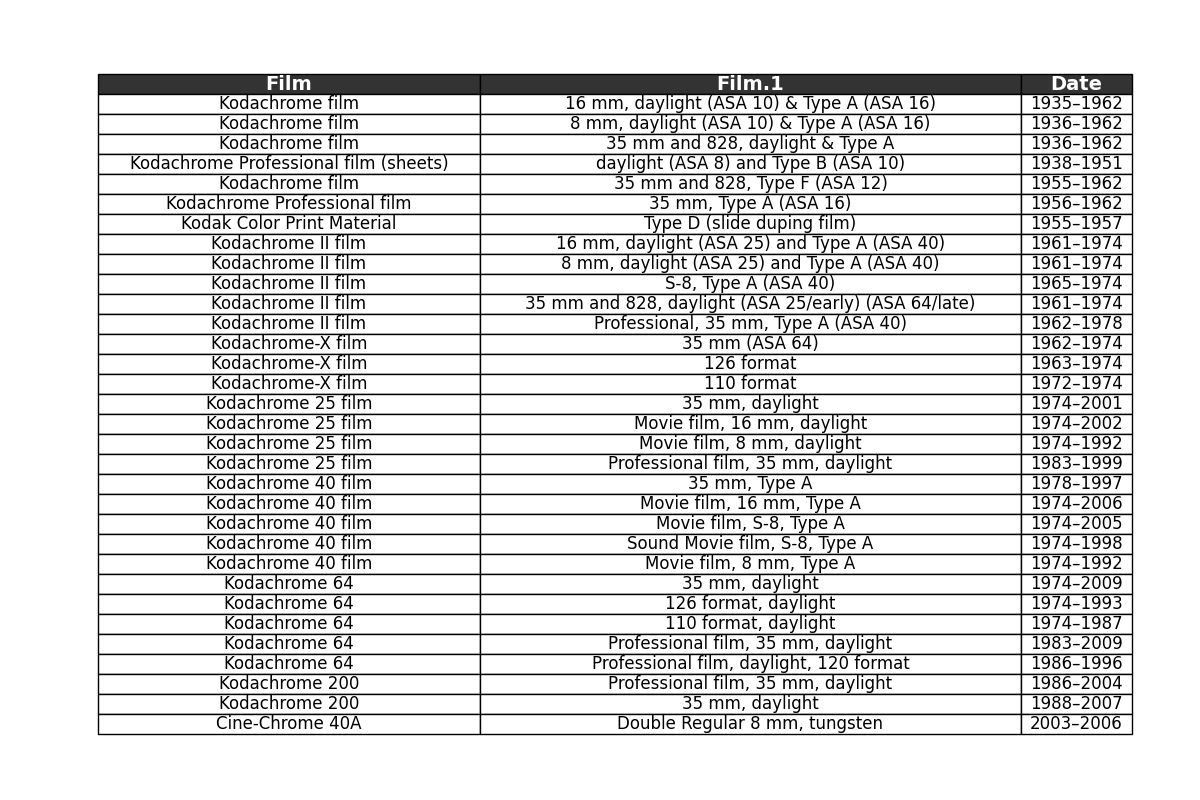 Film Film.1 Date
Kodachrome film 16 mm, daylight (ASA 10) & Type A (ASA 16) 1935–1962
Kodachrome film 8 mm, daylight (ASA 10) & Type A (ASA 16) 1936–1962
Kodachrome film 35 mm and 828, daylight & Type A 1936–1962
Kodachrome Professional film (sheets) daylight (ASA 8) and Type B (ASA 10) 1938–1951
Kodachrome film 35 mm and 828, Type F (ASA 12) 1955–1962
Kodachrome Professional film 35 mm, Type A (ASA 16) 1956–1962
Kodak Color Print Material Type D (slide duping film) 1955–1957
Kodachrome II film 16 mm, daylight (ASA 25) and Type A (ASA 40) 1961–1974
Kodachrome II film 8 mm, daylight (ASA 25) and Type A (ASA 40) 1961–1974
Kodachrome II film S-8, Type A (ASA 40) 1965–1974
Kodachrome II film 35 mm and 828, daylight (ASA 25/early) (ASA 64/late) 1961–1974
Kodachrome II film Professional, 35 mm, Type A (ASA 40) 1962–1978
Kodachrome-X film 35 mm (ASA 64) 1962–1974
Kodachrome-X film 126 format 1963–1974
Kodachrome-X film 110 format 1972–1974
Kodachrome 25 film 35 mm, daylight 1974–2001
Kodachrome 25 film Movie film, 16 mm, daylight 1974–2002
Kodachrome 25 film Movie film, 8 mm, daylight 1974–1992
Kodachrome 25 film Professional film, 35 mm, daylight 1983–1999
Kodachrome 40 film 35 mm, Type A 1978–1997
Kodachrome 40 film Movie film, 16 mm, Type A 1974–2006
Kodachrome 40 film Movie film, S-8, Type A 1974–2005
Kodachrome 40 film Sound Movie film, S-8, Type A 1974–1998
Kodachrome 40 film Movie film, 8 mm, Type A 1974–1992
Kodachrome 64 35 mm, daylight 1974–2009
Kodachrome 64 126 format, daylight 1974–1993
Kodachrome 64 110 format, daylight 1974–1987
Kodachrome 64 Professional film, 35 mm, daylight 1983–2009
Kodachrome 64 Professional film, daylight, 120 format 1986–1996
Kodachrome 200 Professional film, 35 mm, daylight 1986–2004
Kodachrome 200 35 mm, daylight 1988–2007
Cine-Chrome 40A Double Regular 8 mm, tungsten 2003–2006